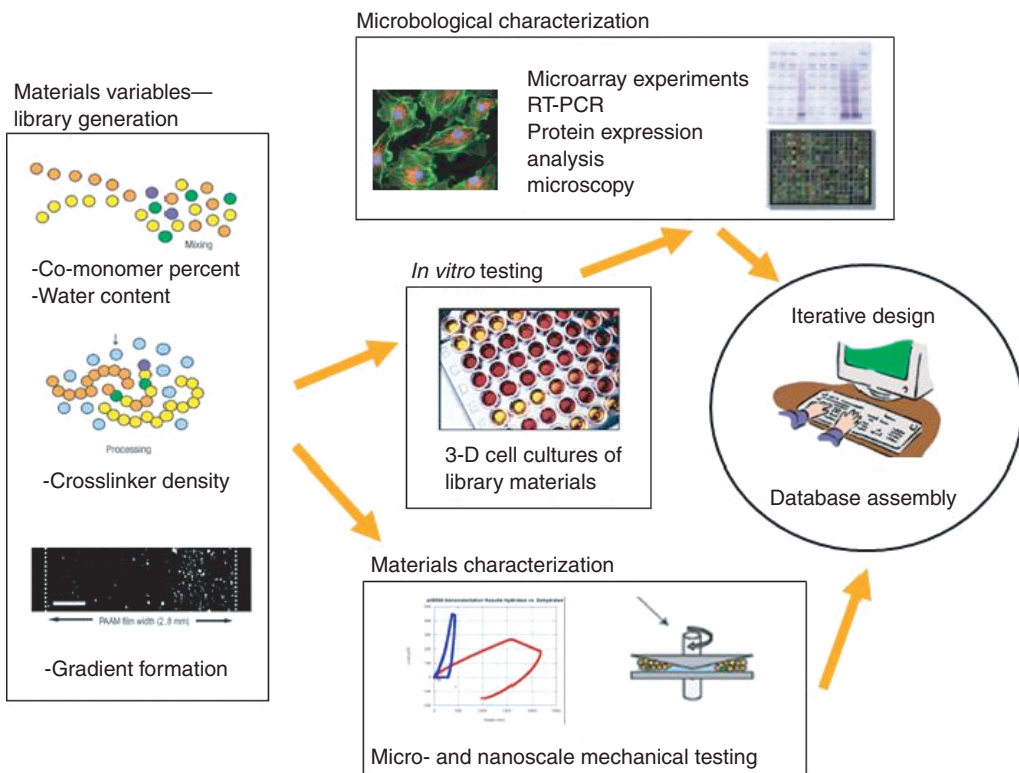 Microbological characterization
Microarray experiments
RT-PCR
Protein expression
analysis
microscopy
Materials variables—
library generation
Mixing
-Co-monomer percent
-Water content
Processing
-Crosslinker density
PAAM film width (2.8 mm)
-Gradient formation
In vitro testing
3-D cell cultures of
library materials
Iterative design
Database assembly
Materials characterization
Micro- and nanoscale mechanical testing